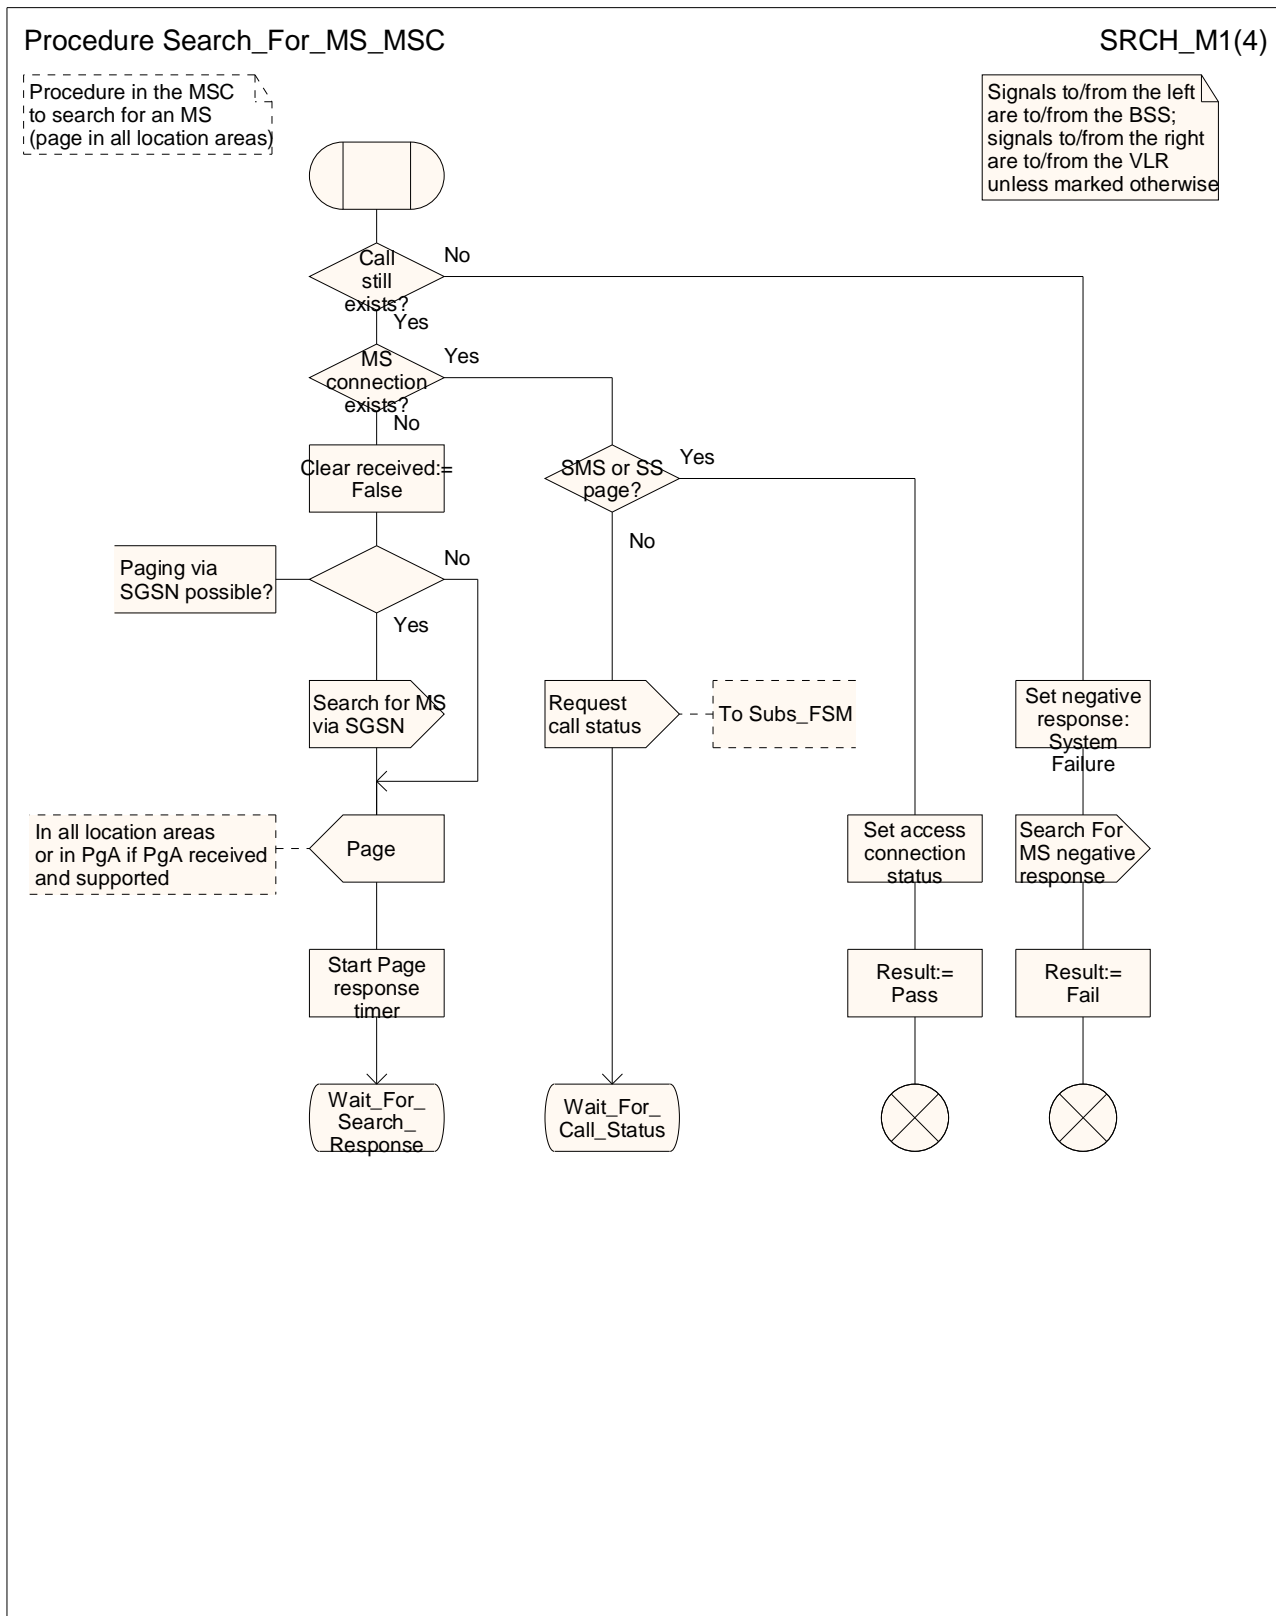 Procedure Search_For_MS_MSC
SRCH_M1(4)
Procedure in the MSC
to search for an MS
(page in all location areas)
Signals to/from the left
are to/from the BSS;
signals to/from the right
are to/from the VLR
unless marked otherwise
Call
still
exists?
No
Yes
MS
connection
exists?
Yes
No
Clear received:=
False
SMS or SS
page?
Yes
No
Paging via
SGSN possible?
No
Yes
Search for MS
via SGSN
Request
call status
To Subs_FSM
Set negative
response:
System
Failure
In all location areas
or in PgA if PgA received
and supported
Page
Set access
connection
status
Search For
MS negative
response
Start Page
response
timer
Result:=
Pass
Result:=
Fail
Wait_For_
Search_
Response
Wait_For_
Call_Status